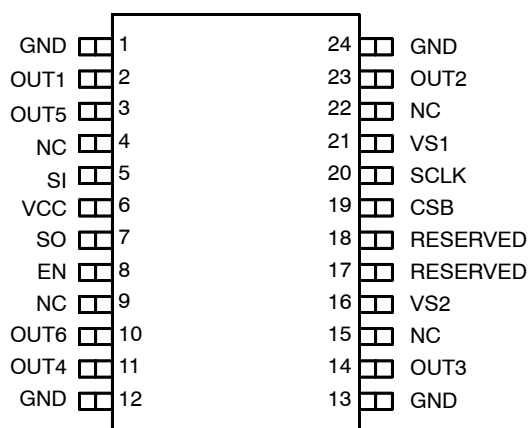 GND 1 24 GND
OUT1 2 23 OUT2
OUT5 3 22 NC
NC 4 21 VS1
SI 5 20 SCLK
VCC 6 19 CSB
SO 7 18 RESERVED
EN 8 17 RESERVED
NC 9 16 VS2
OUT6 10 15 NC
OUT4 11 14 OUT3
GND 12 13 GND